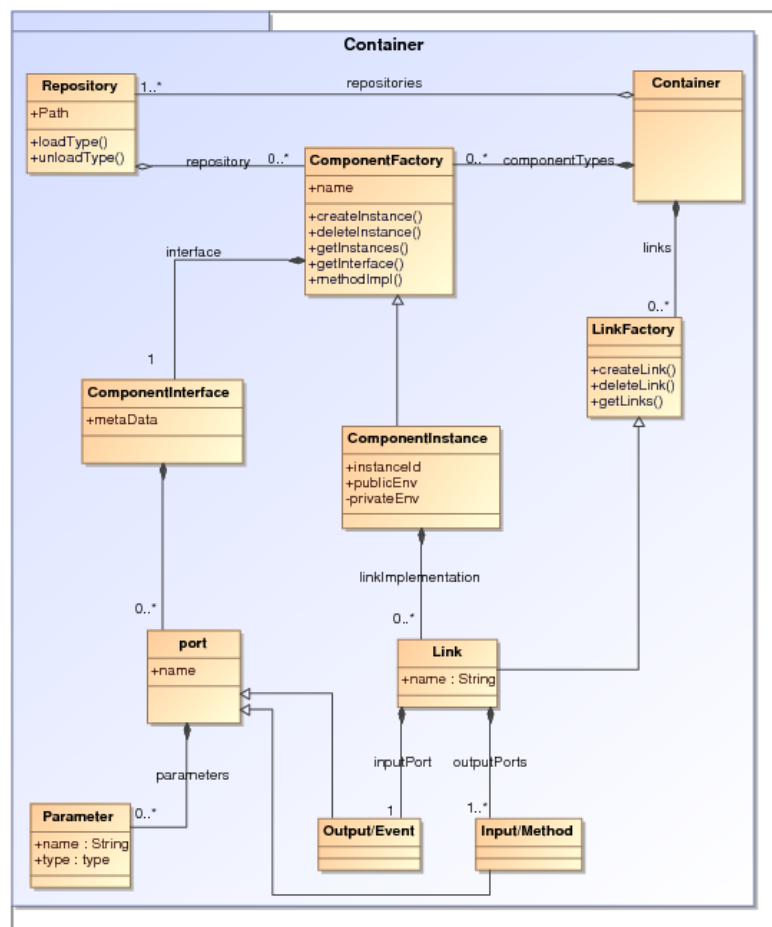 Container
Repository
+Path
+loadType()
+unloadType()
1..*
repositories
Container
repository
0..*
ComponentFactory
+name
+createInstance()
+deleteInstance()
+getInstances()
+getInterface()
+methodImpl()
0..*
componentTypes
interface
1
links
0..*
LinkFactory
+createLink()
+deleteLink()
+getLinks()
ComponentInterface
+metaData
ComponentInstance
+instanceId
+publicEnv
-privateEnv
linkImplementation
0..*
0..*
port
+name
Link
+name : String
parameters
inputPort
outputPorts
0..*
1
1..*
Parameter
+name : String
+type : type
Output/Event
Input/Method